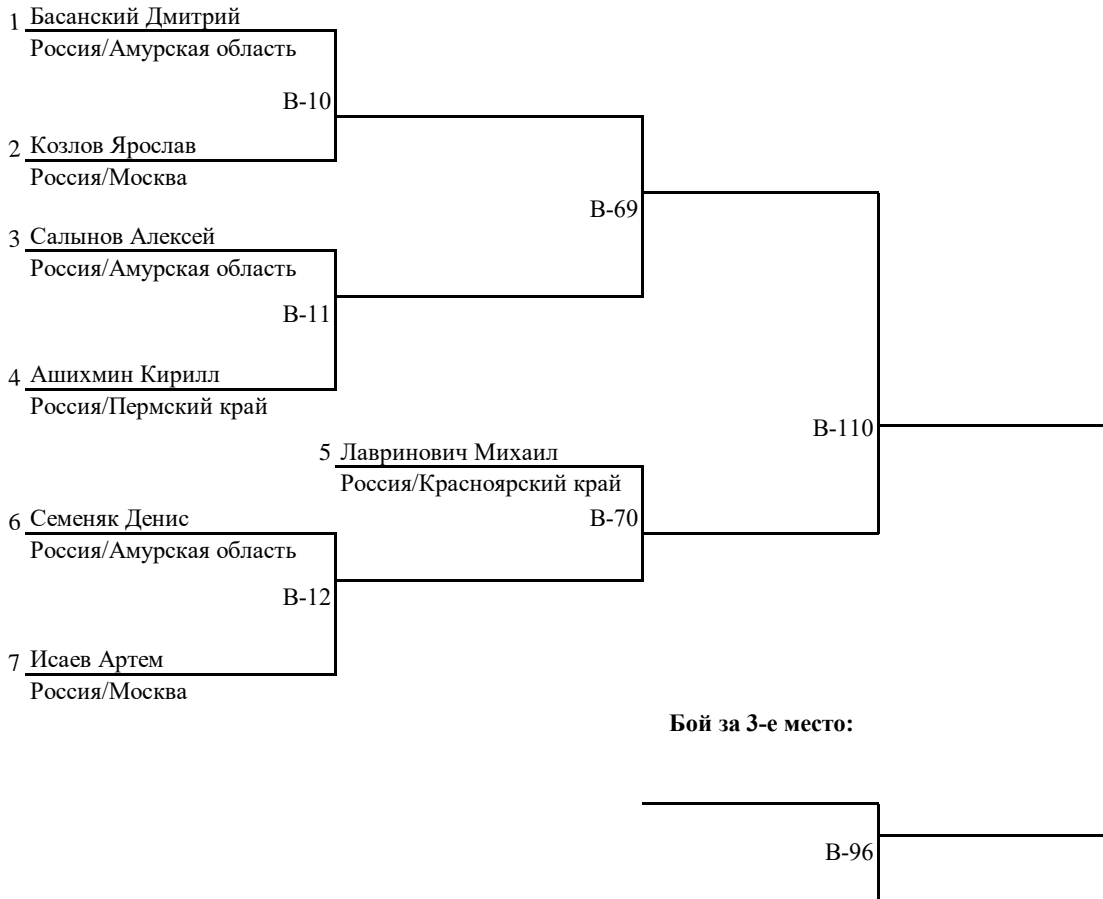 1 Басанский Дмитрий
Россия/Амурская область
В-10
2 Козлов Ярослав
Россия/Москва
В-69
3 Салынов Алексей
Россия/Амурская область
В-11
4 Ашихмин Кирилл
Россия/Пермский край
В-110
5 Лавринович Михаил
Россия/Красноярский край
В-70
6 Семеняк Денис
Россия/Амурская область
В-12
7 Исаев Артем
Россия/Москва
Бой за 3-е место:
В-96